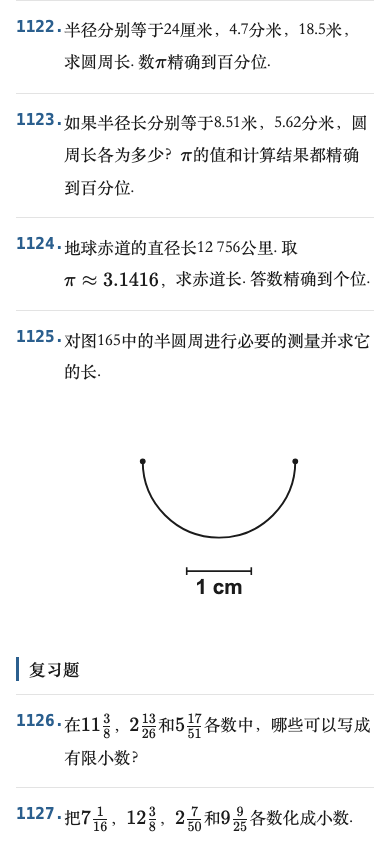 1122. 半径分别等于24厘米，4.7分米，18.5米，
求圆周长. 数π精确到百分位.
1123. 如果半径长分别等于8.51米，5.62分米，圆
周长各为多少？π的值和计算结果都精确
到百分位.
1124. 地球赤道的直径长12 756公里. 取
π ≈ 3.1416，求赤道长. 答数精确到个位.
1125. 对图165中的半圆周进行必要的测量并求它
的长.
1 cm
复习题
1126. 在11 3/8，2 13/26和5 17/51各数中，哪些可以写成
有限小数？
1127. 把7 1/16，12 3/8，2 7/50和9 9/25各数化成小数.